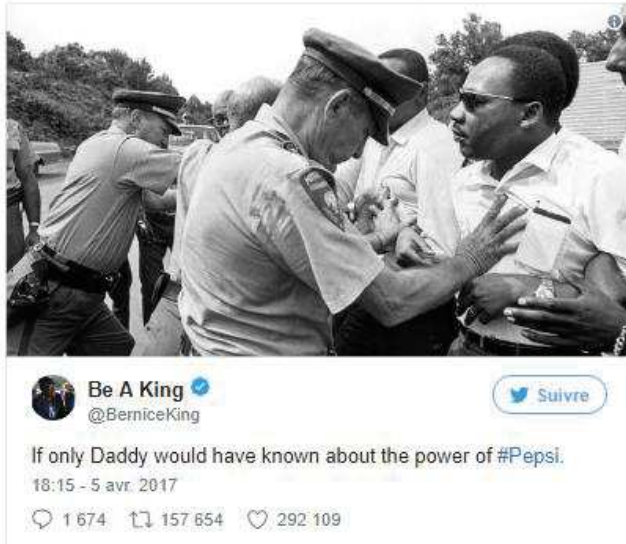 Be A King
Suivre
@BerniceKing
If only Daddy would have known about the power of #Pepsi.
18:15 - 5 avr. 2017
1 674 157 654 292 109